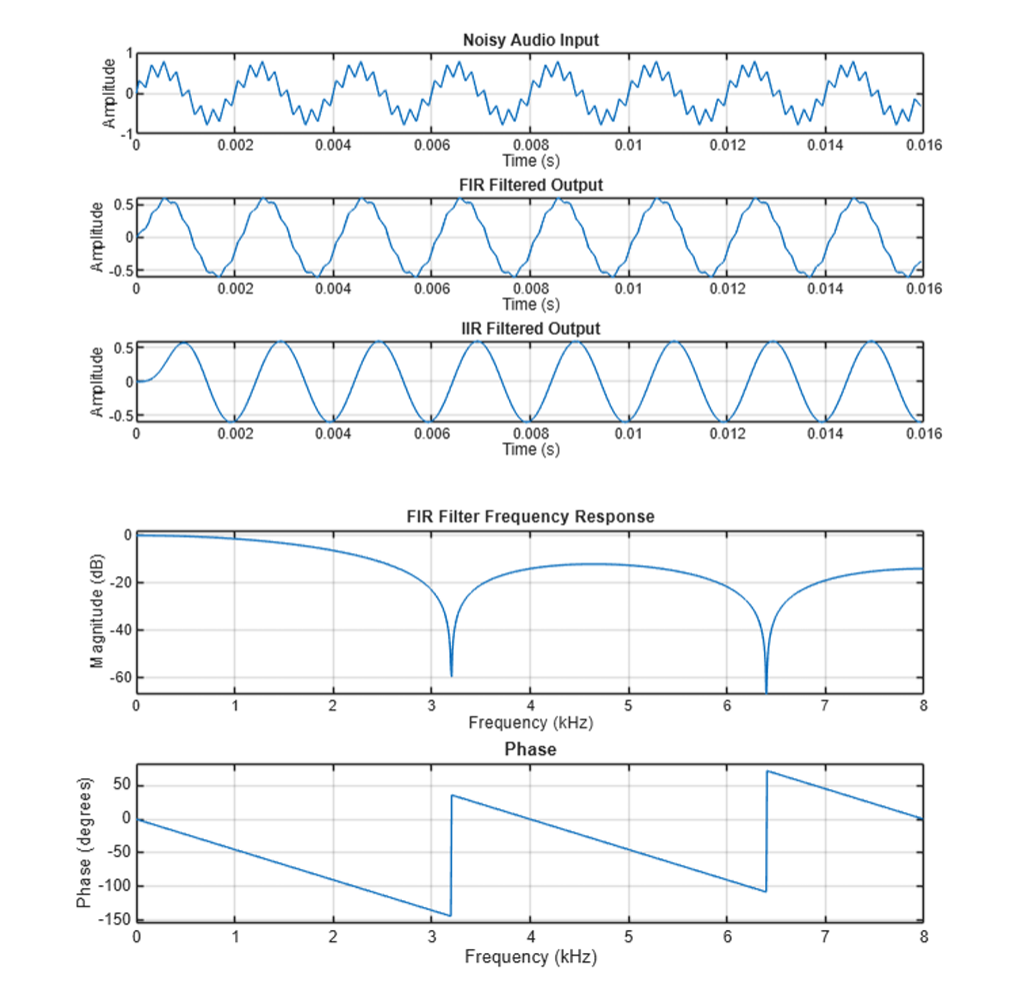 Noisy Audio Input
Amplitude
1
0
-1
0 0.002 0.004 0.006 0.008 0.01 0.012 0.014 0.016
Time (s)
FIR Filtered Output
Amplitude
0.5
0
-0.5
0 0.002 0.004 0.006 0.008 0.01 0.012 0.014 0.016
Time (s)
IIR Filtered Output
Amplitude
0.5
0
-0.5
0 0.002 0.004 0.006 0.008 0.01 0.012 0.014 0.016
Time (s)
FIR Filter Frequency Response
Magnitude (dB)
0
-20
-40
-60
0 1 2 3 4 5 6 7 8
Frequency (kHz)
Phase
Phase (degrees)
50
0
-50
-100
-150
0 1 2 3 4 5 6 7 8
Frequency (kHz)